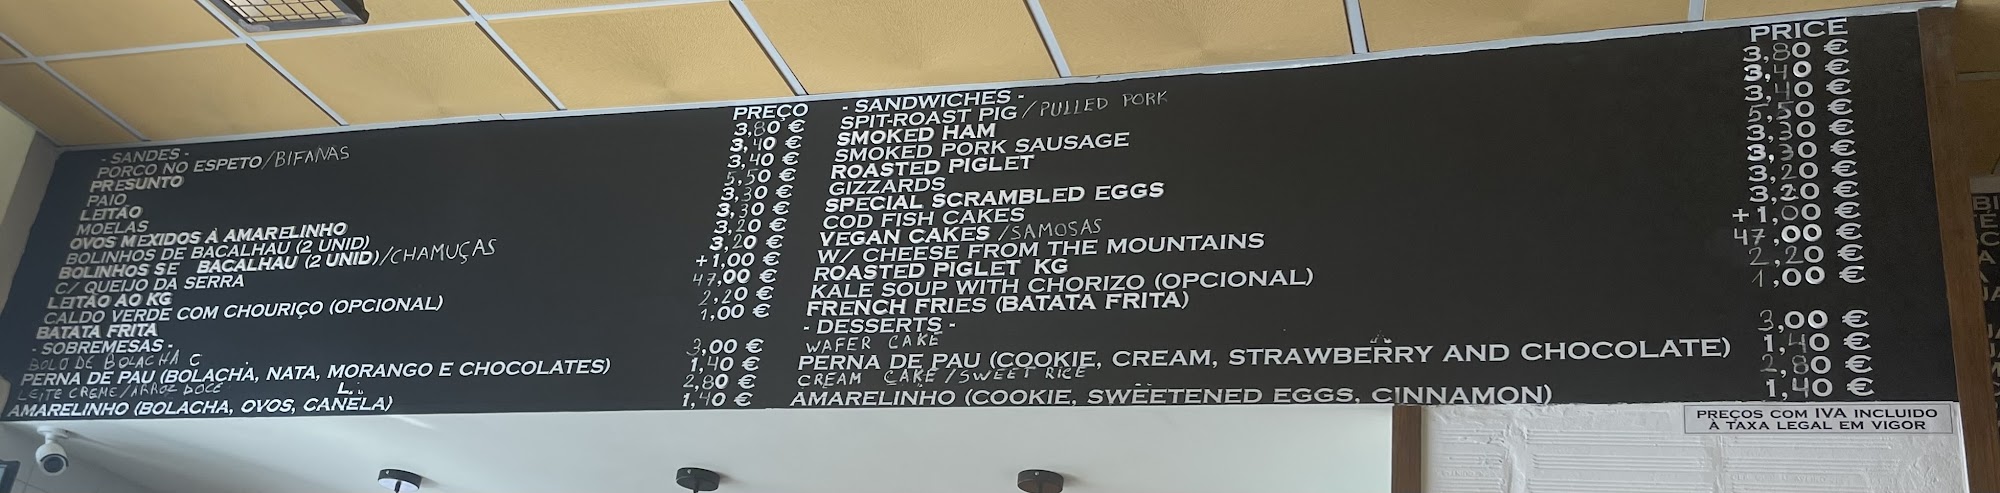 - SANDES - PREÇO
PORCO NO ESPETO/BIFANAS 3,80 €
PRESUNTO 3,40 €
PAIO 3,40 €
LEITÃO 5,50 €
MOELAS 3,30 €
OVOS MEXIDOS À AMARELINHO 3,30 €
BOLINHOS DE BACALHAU (2 UNID) 3,20 €
BOLINHOS SE BACALHAU (2 UNID)/CHAMUÇAS 3,20 €
C/ QUEIJO DA SERRA +1,00 €
LEITÃO AO KG 47,00 €
CALDO VERDE COM CHOURIÇO (OPCIONAL) 2,20 €
BATATA FRITA 1,00 €
- SOBREMESAS -
BOLO DE BOLACHA 3,00 €
PERNA DE PAU (BOLACHA, NATA, MORANGO E CHOCOLATES) 1,40 €
LEITE CREME/ARROZ DOCE 2,80 €
AMARELINHO (BOLACHA, OVOS, CANELA) 1,40 €
- SANDWICHES - PRICE
SPIT-ROAST PIG/PULLED PORK 3,80 €
SMOKED HAM 3,40 €
SMOKED PORK SAUSAGE 3,40 €
ROASTED PIGLET 5,50 €
GIZZARDS 3,30 €
SPECIAL SCRAMBLED EGGS 3,30 €
COD FISH CAKES 3,20 €
VEGAN CAKES /SAMOSAS 3,20 €
W/ CHEESE FROM THE MOUNTAINS +1,00 €
ROASTED PIGLET KG 47,00 €
KALE SOUP WITH CHORIZO (OPCIONAL) 2,20 €
FRENCH FRIES (BATATA FRITA) 1,00 €
- DESSERTS -
WAFER CAKE 3,00 €
PERNA DE PAU (COOKIE, CREAM, STRAWBERRY AND CHOCOLATE) 1,40 €
CREAM CAKE/SWEET RICE 2,80 €
AMARELINHO (COOKIE, SWEETENED EGGS, CINNAMON) 1,40 €
PREÇOS COM IVA INCLUIDO
À TAXA LEGAL EM VIGOR